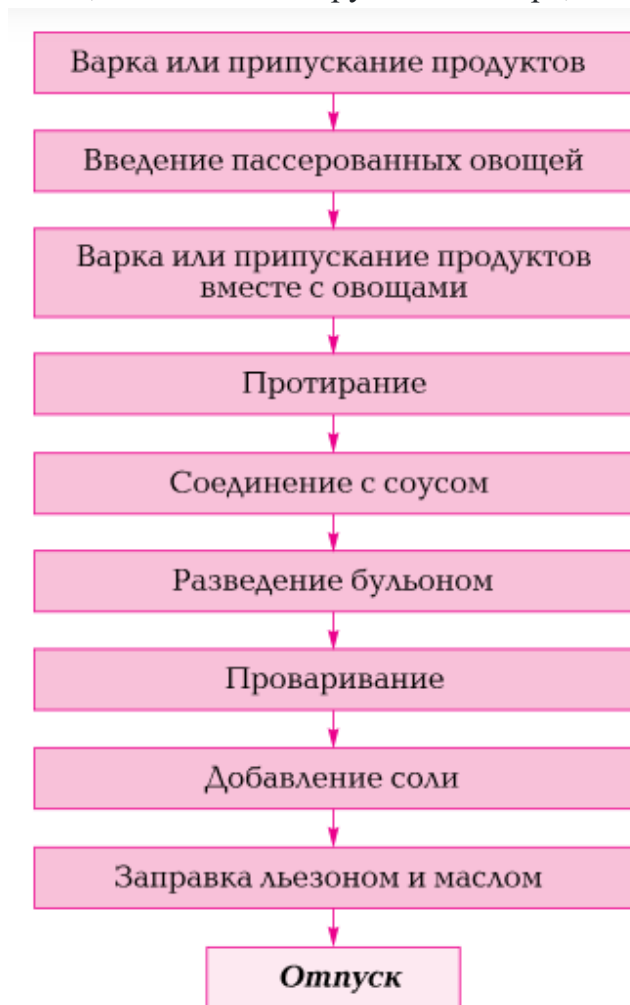 Варка или припускание продуктов
Введение пассерованных овощей
Варка или припускание продуктов
вместе с овощами
Протирание
Соединение с соусом
Разведение бульоном
Проваривание
Добавление соли
Заправка льезоном и маслом
Отпуск